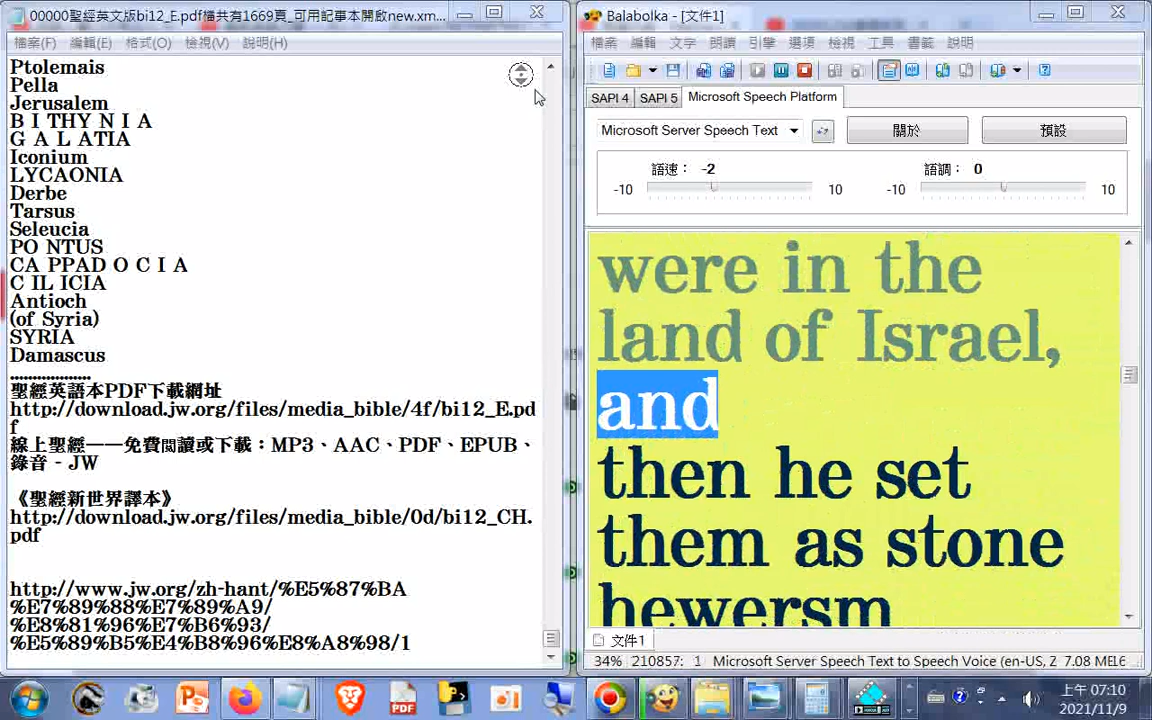 00000聖經英文版bi12_E.pdf檔共有1669頁_可用記事本開啟new.xm...
檔案(F) 編輯(E) 格式(O) 檢視(V) 說明(H)
Ptolemais
Pella
Jerusalem
B I THY N I A
G A L ATIA
Iconium
LYCAONIA
Derbe
Tarsus
Seleucia
PO NTUS
CA PPAD O C I A
C IL ICIA
Antioch
(of Syria)
SYRIA
Damascus
..................
聖經英語本PDF下載網址
http://download.jw.org/files/media_bible/4f/bi12_E.pd
f
線上聖經——免費閱讀或下載：MP3、AAC、PDF、EPUB、
錄音 - JW
《聖經新世界譯本》
http://download.jw.org/files/media_bible/0d/bi12_CH.
pdf
http://www.jw.org/zh-hant/%E5%87%BA
%E7%89%88%E7%89%A9/
%E8%81%96%E7%B6%93/
%E5%89%B5%E4%B8%96%E8%A8%98/1
Balabolka - [文件1]
檔案 編輯 文字 朗讀 引擎 選項 檢視 工具 書籤 說明
SAPI 4 SAPI 5 Microsoft Speech Platform
Microsoft Server Speech Text 關於 預設
語速： -2 語調： 0
-10 10 -10 10
were in the
land of Israel,
and
then he set
them as stone
hewersm
文件1
34% 210857: 1 Microsoft Server Speech Text to Speech Voice (en-US, Z 7.08 МБ
PDF
上午 07:10
2021/11/9